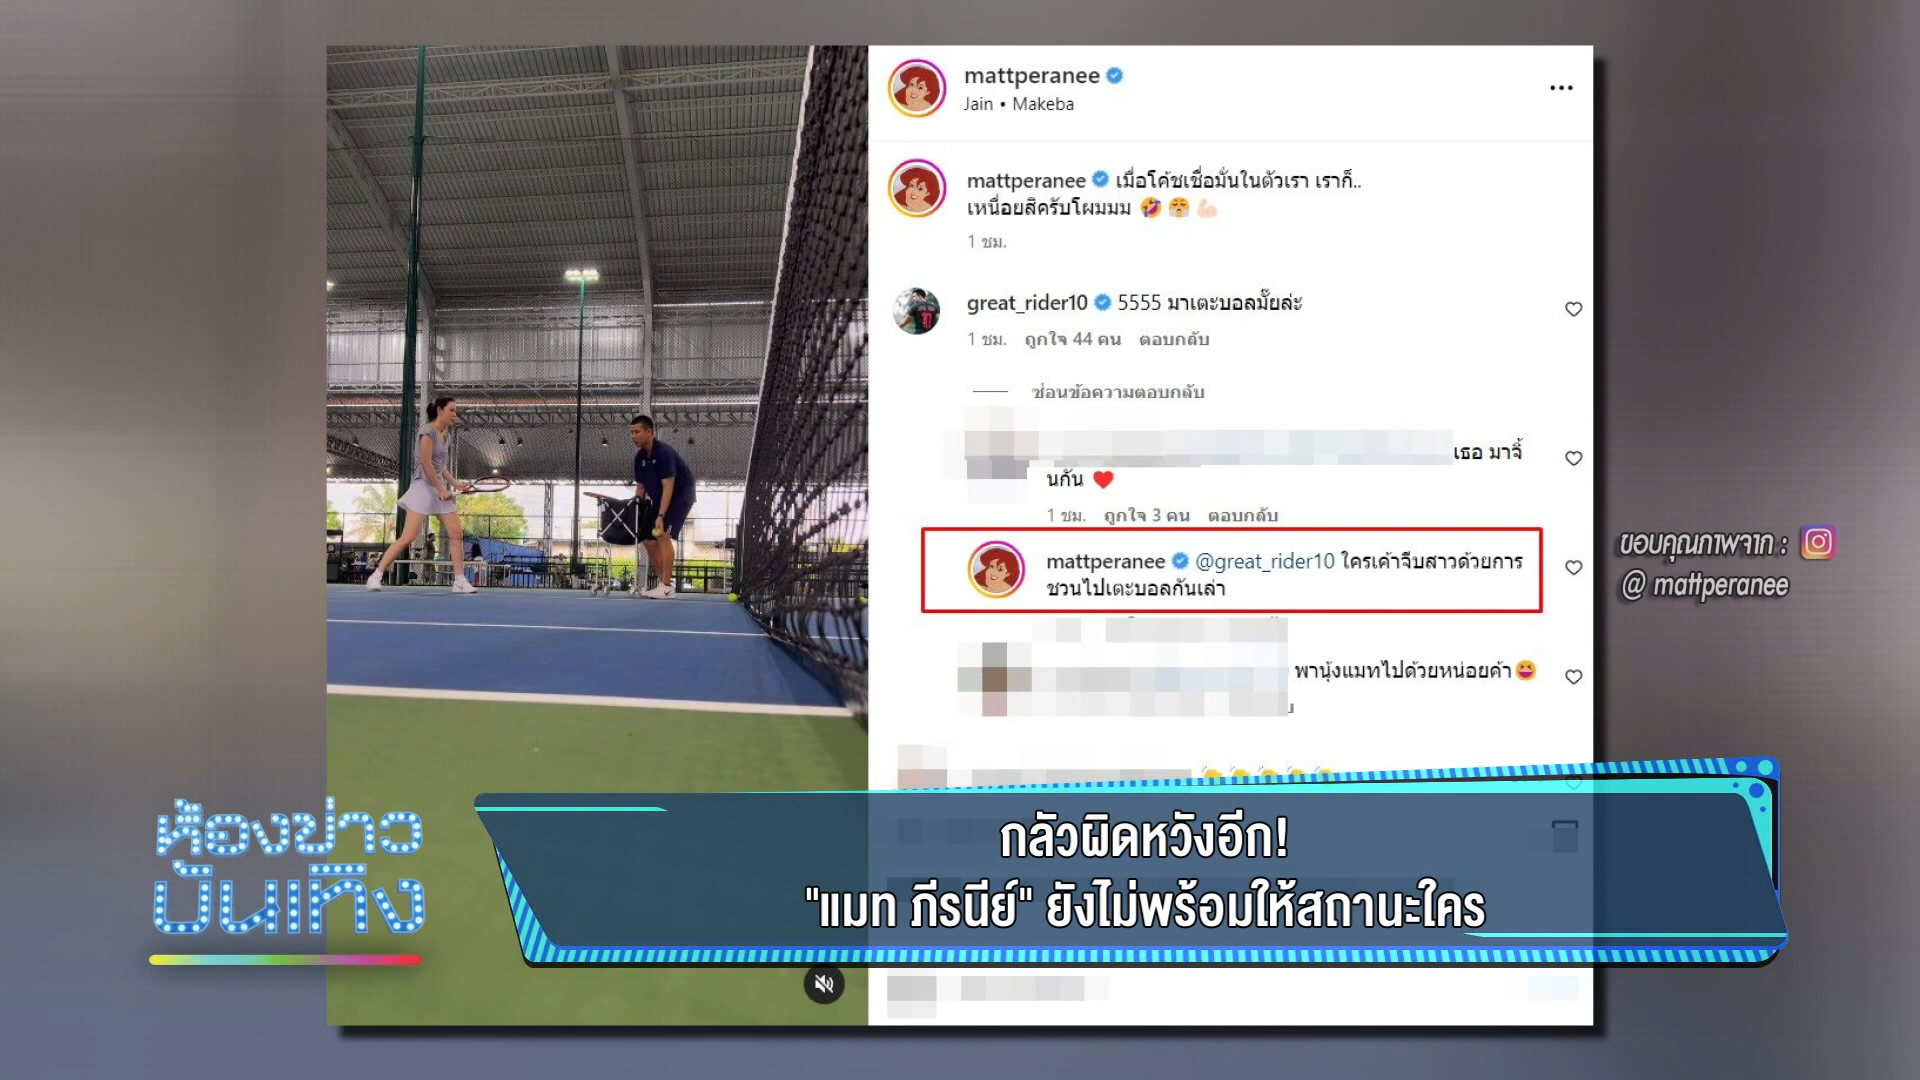 mattperanee
Jain • Makeba
mattperanee เมื่อโค้ชเชื่อมั่นในตัวเรา เราก็..
เหนื่อยสิครับโผมมม 🤣 😤 💪🏻
1 ชม.
great_rider10 5555 มาเตะบอลมั๊ยล่ะ
1 ชม. ถูกใจ 44 คน ตอบกลับ
ซ่อนข้อความตอบกลับ
เธอ มาจิ้
นกัน ❤️
1 ชม. ถูกใจ 3 คน ตอบกลับ
mattperanee @great_rider10 ใครเค้าจีบสาวด้วยการ
ชวนไปเตะบอลกันเล่า
พานุ้งแมทไปด้วยหน่อยค้า😆
ขอบคุณภาพจาก :
@ mattperanee
ห้องข่าว
บันเทิง
กลัวผิดหวังอีก!
"แมท ภีรนีย์" ยังไม่พร้อมให้สถานะใคร